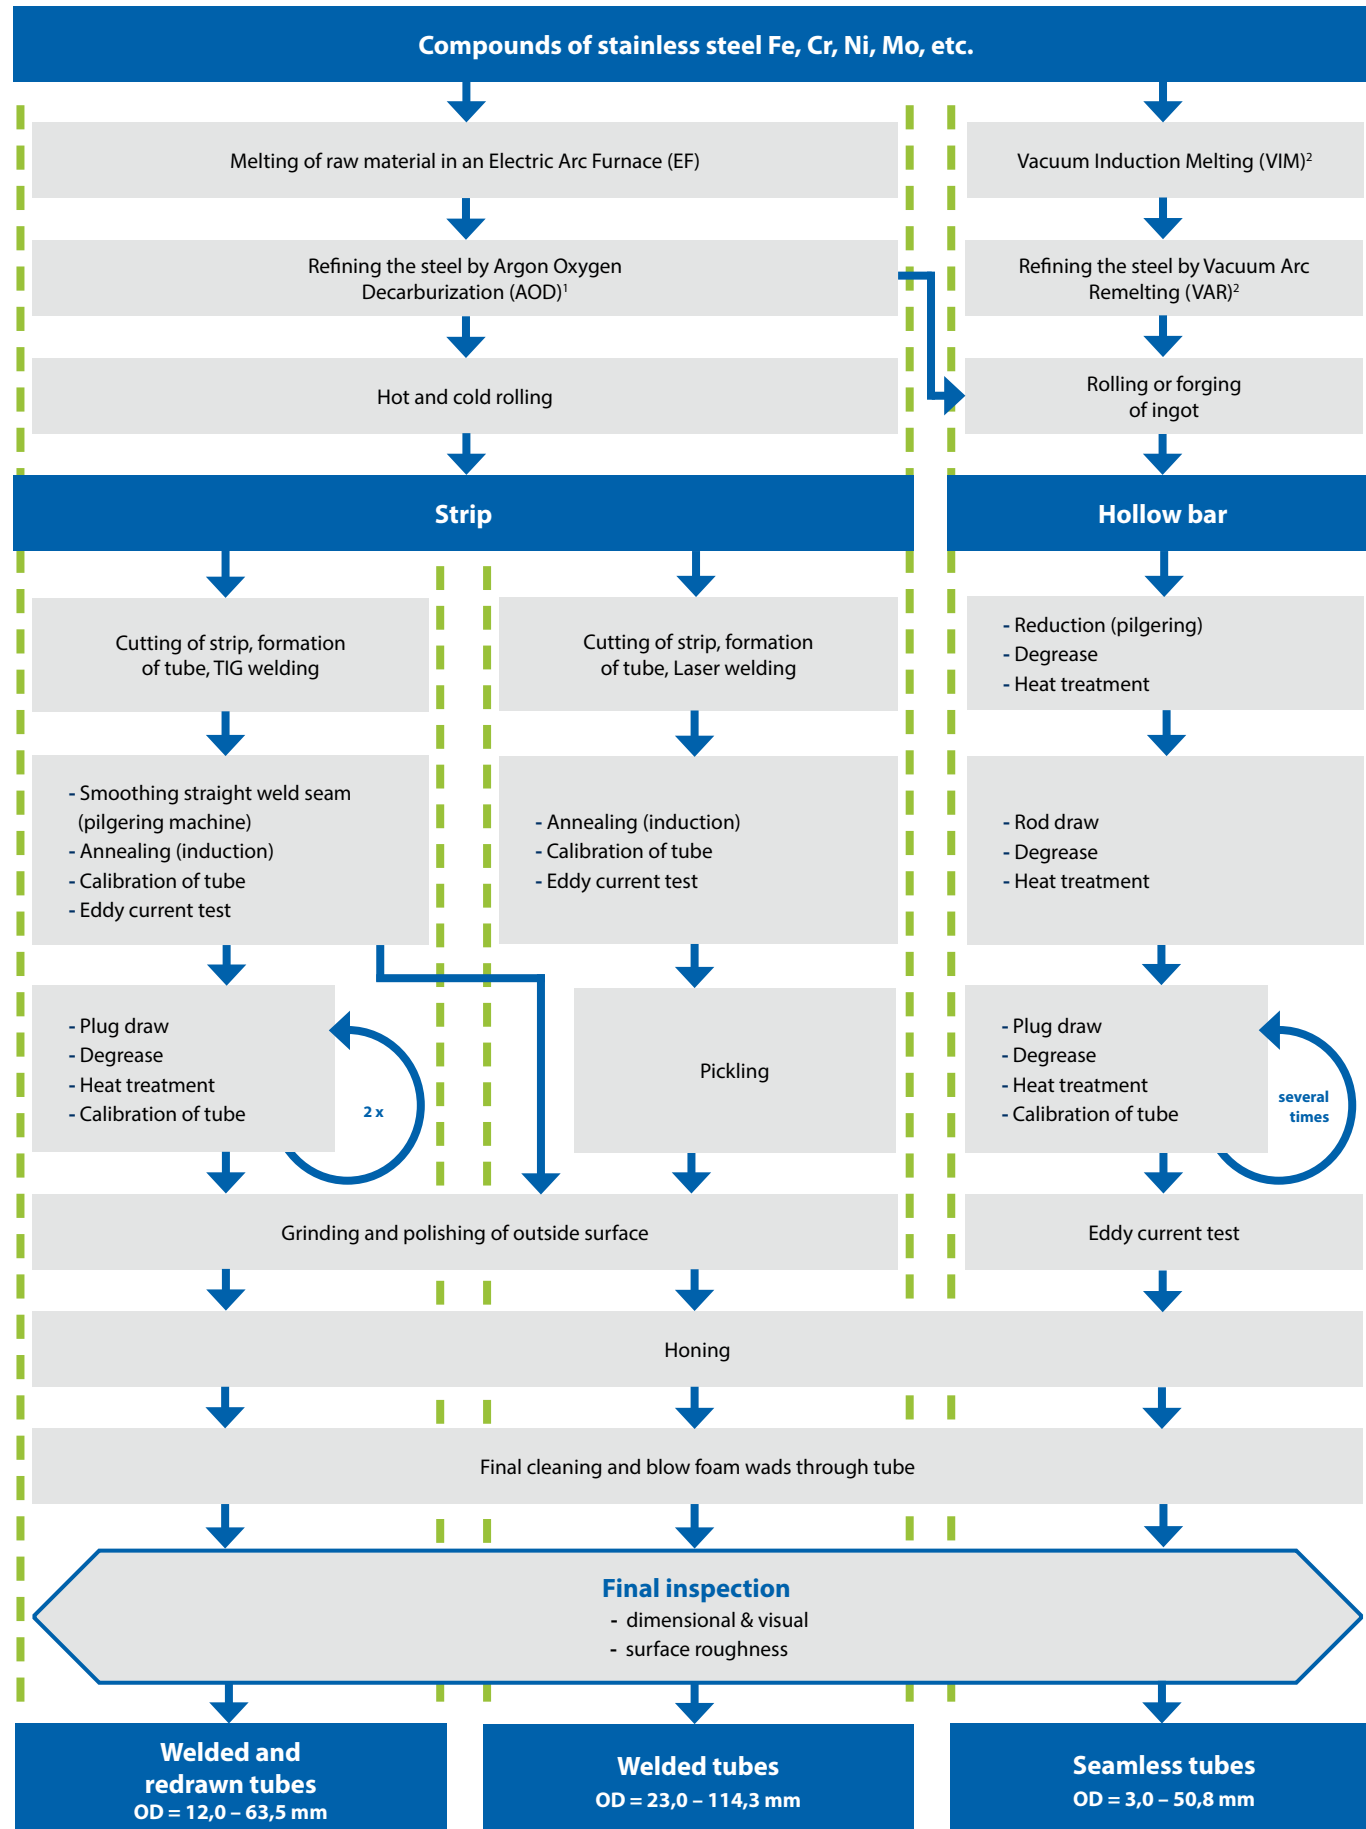 Compounds of stainless steel Fe, Cr, Ni, Mo, etc.
Melting of raw material in an Electric Arc Furnace (EF)
Vacuum Induction Melting (VIM)²
Refining the steel by Argon Oxygen
Decarburization (AOD)¹
Refining the steel by Vacuum Arc
Remelting (VAR)²
Hot and cold rolling
Rolling or forging
of ingot
Strip
Hollow bar
Cutting of strip, formation
of tube, TIG welding
Cutting of strip, formation
of tube, Laser welding
- Reduction (pilgering)
- Degrease
- Heat treatment
- Smoothing straight weld seam
(pilgering machine)
- Annealing (induction)
- Calibration of tube
- Eddy current test
- Annealing (induction)
- Calibration of tube
- Eddy current test
- Rod draw
- Degrease
- Heat treatment
- Plug draw
- Degrease
- Heat treatment
- Calibration of tube
2 x
Pickling
- Plug draw
- Degrease
- Heat treatment
- Calibration of tube
several
times
Grinding and polishing of outside surface
Eddy current test
Honing
Final cleaning and blow foam wads through tube
Final inspection
- dimensional & visual
- surface roughness
Welded and
redrawn tubes
OD = 12,0 – 63,5 mm
Welded tubes
OD = 23,0 – 114,3 mm
Seamless tubes
OD = 3,0 – 50,8 mm